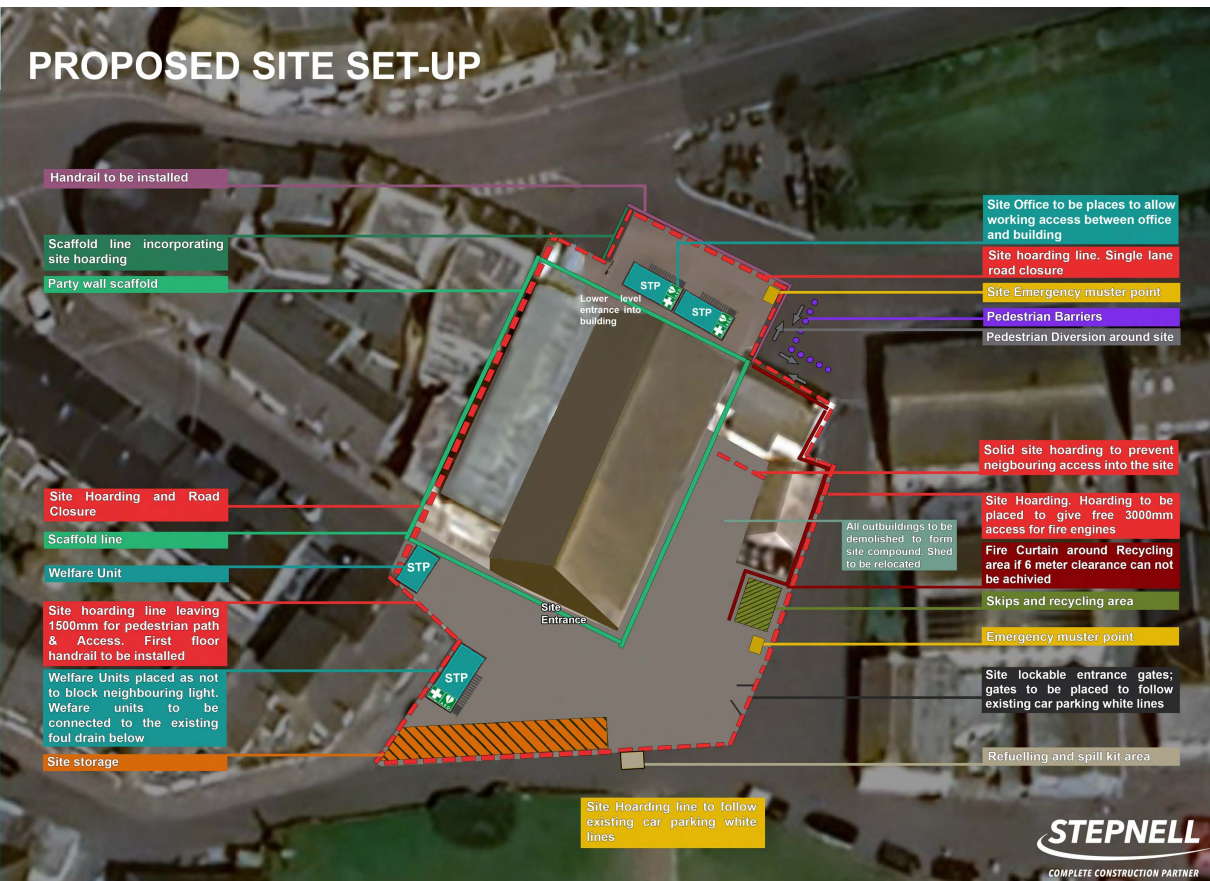 PROPOSED SITE SET-UP
Handrail to be installed
Scaffold line incorporating
site hoarding
Party wall scaffold
Site Hoarding and Road
Closure
Scaffold line
Welfare Unit
Site hoarding line leaving
1500mm for pedestrian path
& Access. First floor
handrail to be installed
Welfare Units placed as not
to block neighbouring light.
Wefare units to be
connected to the existing
foul drain below
Site storage
STP
STP
Lower level
entrance into
building
STP
STP
Site
Entrance
All outbuildings to be
demolished to form
site compound. Shed
to be relocated
Site Hoarding line to follow
existing car parking white
lines
Site Office to be places to allow
working access between office
and building
Site hoarding line. Single lane
road closure
Site Emergency muster point
Pedestrian Barriers
Pedestrian Diversion around site
Solid site hoarding to prevent
neigbouring access into the site
Site Hoarding. Hoarding to be
placed to give free 3000mm
access for fire engines
Fire Curtain around Recycling
area if 6 meter clearance can not
be achivied
Skips and recycling area
Emergency muster point
Site lockable entrance gates;
gates to be placed to follow
existing car parking white lines
Refuelling and spill kit area
STEPNELL
COMPLETE CONSTRUCTION PARTNER